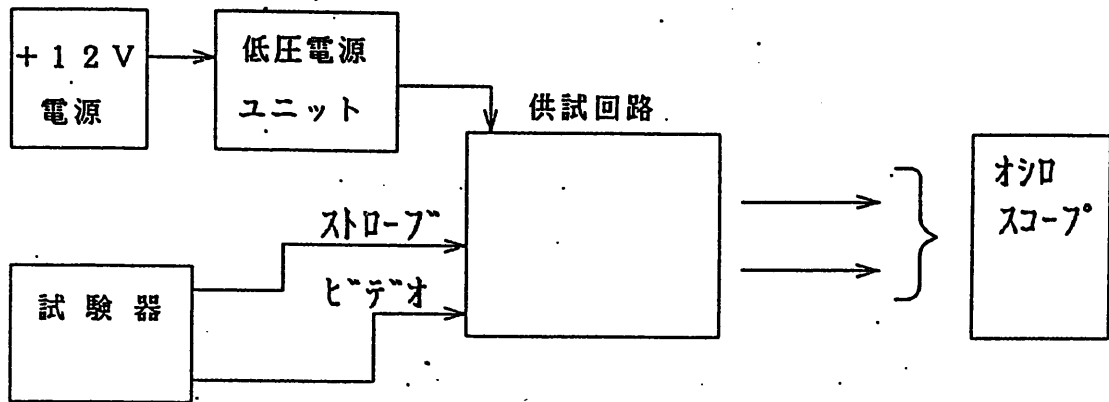 +12V
電源
低圧電源
ユニット
供試回路
ストローブ
ビデオ
試験器
オシロ
スコープ